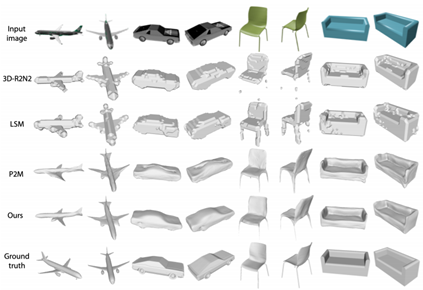 Input
image
3D-R2N2
LSM
P2M
Ours
Ground
truth